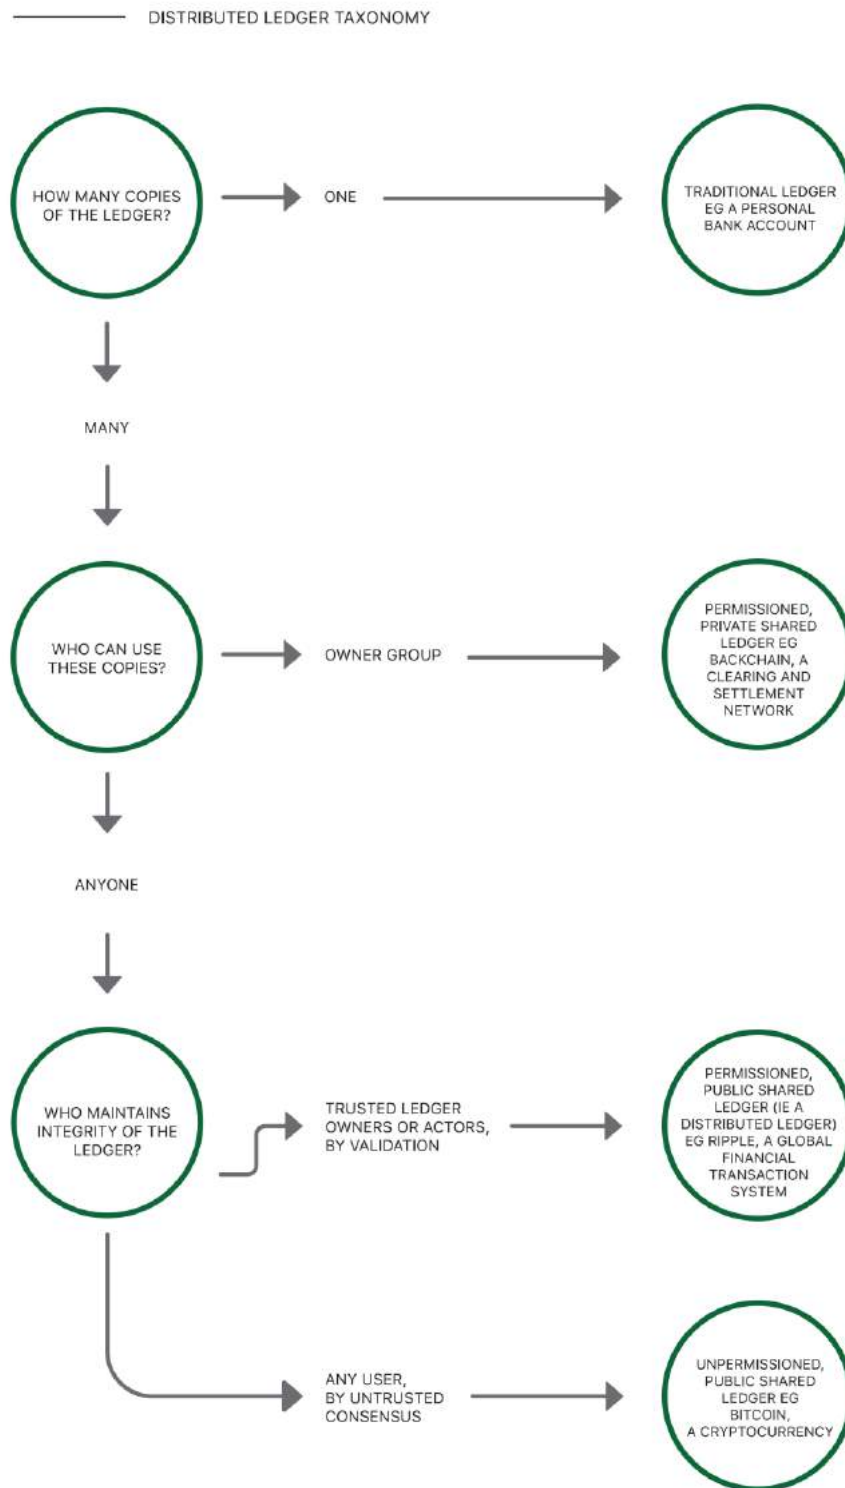 DISTRIBUTED LEDGER TAXONOMY
HOW MANY COPIES
OF THE LEDGER?
ONE
TRADITIONAL LEDGER
EG A PERSONAL
BANK ACCOUNT
MANY
WHO CAN USE
THESE COPIES?
OWNER GROUP
PERMISSIONED,
PRIVATE SHARED
LEDGER EG
BACKCHAIN, A
CLEARING AND
SETTLEMENT
NETWORK
ANYONE
WHO MAINTAINS
INTEGRITY OF THE
LEDGER?
TRUSTED LEDGER
OWNERS OR ACTORS,
BY VALIDATION
PERMISSIONED,
PUBLIC SHARED
LEDGER (IE A
DISTRIBUTED LEDGER)
EG RIPPLE, A GLOBAL
FINANCIAL
TRANSACTION
SYSTEM
ANY USER,
BY UNTRUSTED
CONSENSUS
UNPERMISSIONED,
PUBLIC SHARED
LEDGER EG
BITCOIN,
A CRYPTOCURRENCY